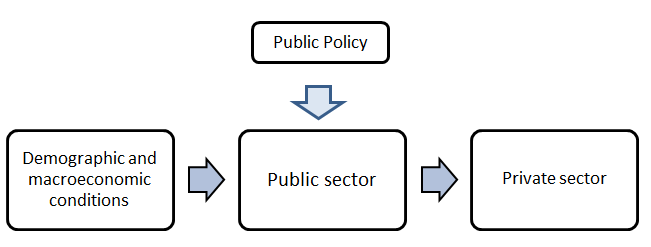 Public Policy
Demographic and
macroeconomic
conditions
Public sector
Private sector